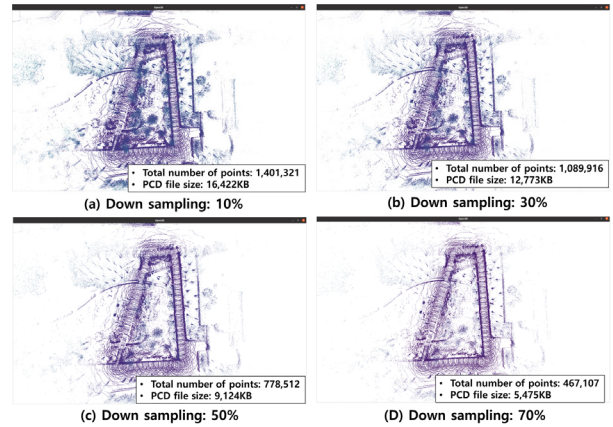 Open3D
Open3D
• Total number of points: 1,401,321
• PCD file size: 16,422KB
• Total number of points: 1,089,916
• PCD file size: 12,773KB
(a) Down sampling: 10%
(b) Down sampling: 30%
• Total number of points: 778,512
• PCD file size: 9,124KB
• Total number of points: 467,107
• PCD file size: 5,475KB
(c) Down sampling: 50%
(D) Down sampling: 70%